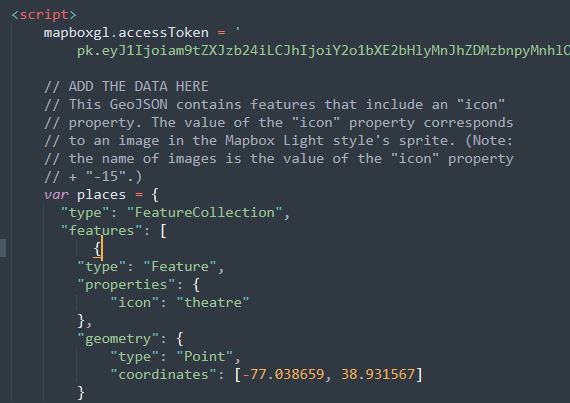 <script>
mapboxgl.accessToken = '
pk.eyJ1Ijoiam9tZXJzb24iLCJhIjoiY2o1bXE2bHlyMnJhZDMzbnpyMnhlO
// ADD THE DATA HERE
// This GeoJSON contains features that include an "icon"
// property. The value of the "icon" property corresponds
// to an image in the Mapbox Light style's sprite. (Note:
// the name of images is the value of the "icon" property
// + "-15".)
var places = {
"type": "FeatureCollection",
"features": [
{
"type": "Feature",
"properties": {
"icon": "theatre"
},
"geometry": {
"type": "Point",
"coordinates": [-77.038659, 38.931567]
}